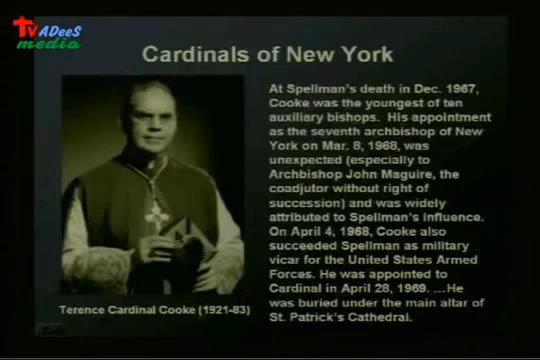 TV ADeeS
media
Cardinals of New York
At Spellman's death in Dec. 1967,
Cooke was the youngest of ten
auxiliary bishops. His appointment
as the seventh archbishop of New
York on Mar. 8, 1968, was
unexpected (especially to
Archbishop John Maguire, the
coadjutor without right of
succession) and was widely
attributed to Spellman's influence.
On April 4, 1968, Cooke also
succeeded Spellman as military
vicar for the United States Armed
Forces. He was appointed to
Cardinal in April 28, 1969. ...He
was buried under the main altar of
St. Patrick's Cathedral.
Terence Cardinal Cooke (1921-83)